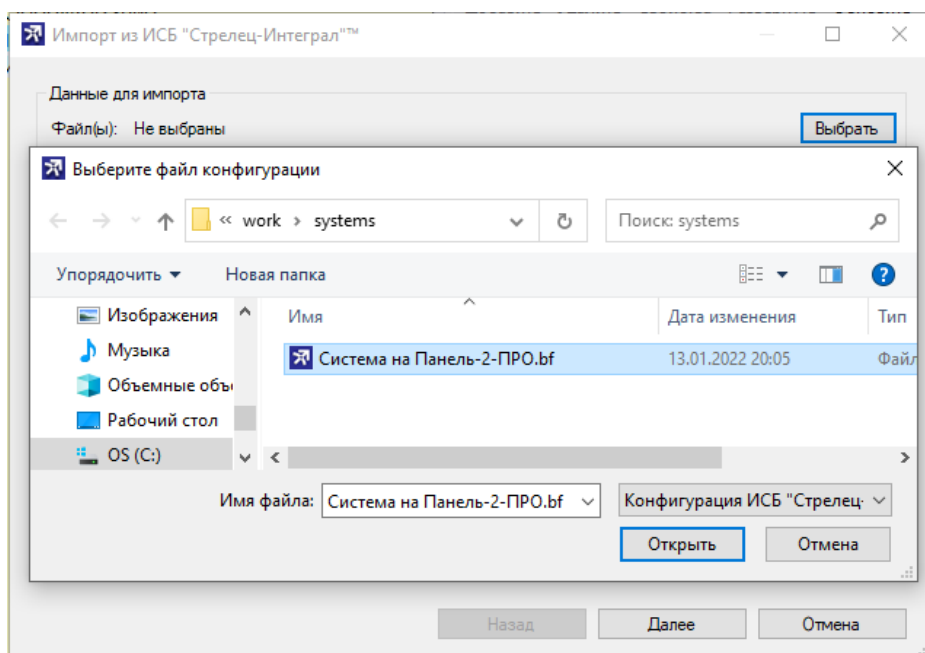 Импорт из ИСБ "Стрелец-Интеграл"™
Данные для импорта
Файл(ы): Не выбраны
Выбрать
Выберите файл конфигурации
« work › systems
Поиск: systems
Упорядочить
Новая папка
Изображения
Музыка
Объемные объ
Рабочий стол
OS (C:)
Имя
Дата изменения
Тип
Система на Панель-2-ПРО.bf
13.01.2022 20:05
Файл
Имя файла:
Система на Панель-2-ПРО.bf
Конфигурация ИСБ "Стрелец-
Открыть
Отмена
Назад
Далее
Отмена